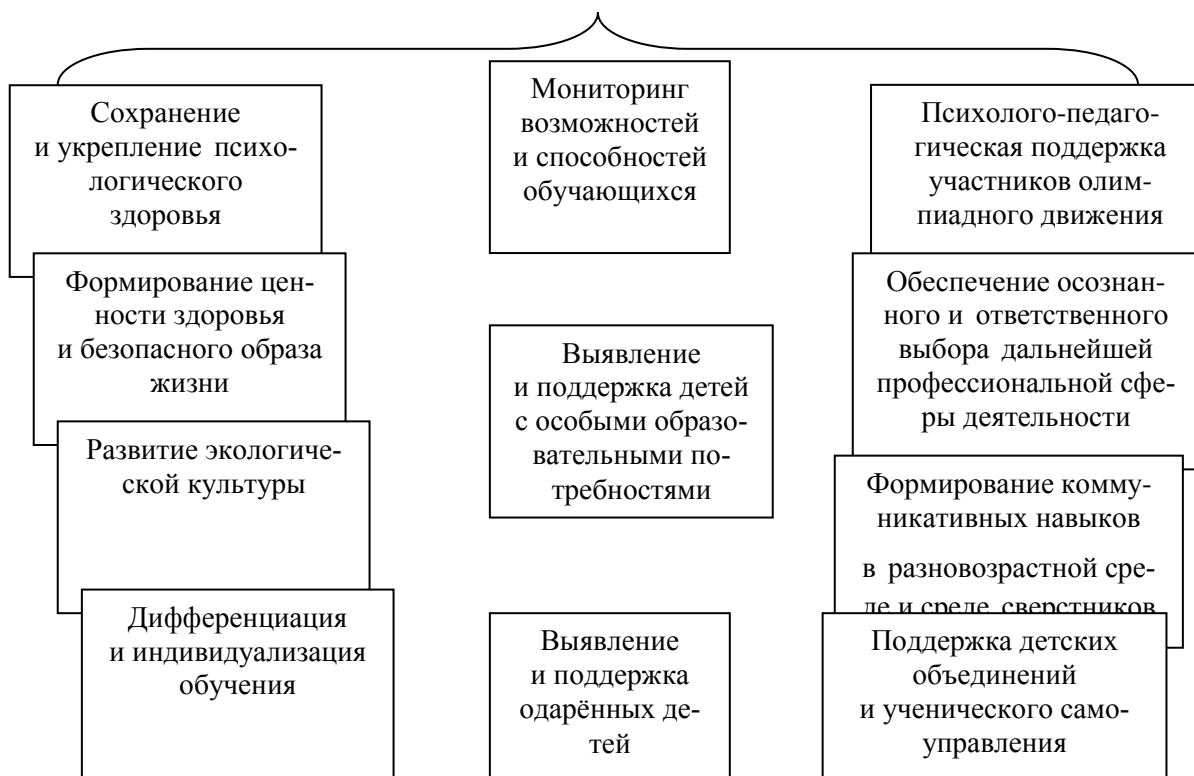 Сохранение
и укрепление психо-
логического
здоровья
Формирование цен-
ности здоровья
и безопасного образа
жизни
Развитие экологиче-
ской культуры
Дифференциация
и индивидуализация
обучения
Мониторинг
возможностей
и способностей
обучающихся
Выявление
и поддержка детей
с особыми образо-
вательными по-
требностями
Выявление
и поддержка
одарённых де-
тей
Психолого-педаго-
гическая поддержка
участников олим-
пиадного движения
Обеспечение осознан-
ного и ответственного
выбора дальнейшей
профессиональной сфе-
ры деятельности
Формирование комму-
никативных навыков
в разновозрастной сре-
де и среде сверстников
Поддержка детских
объединений
и ученического само-
управления